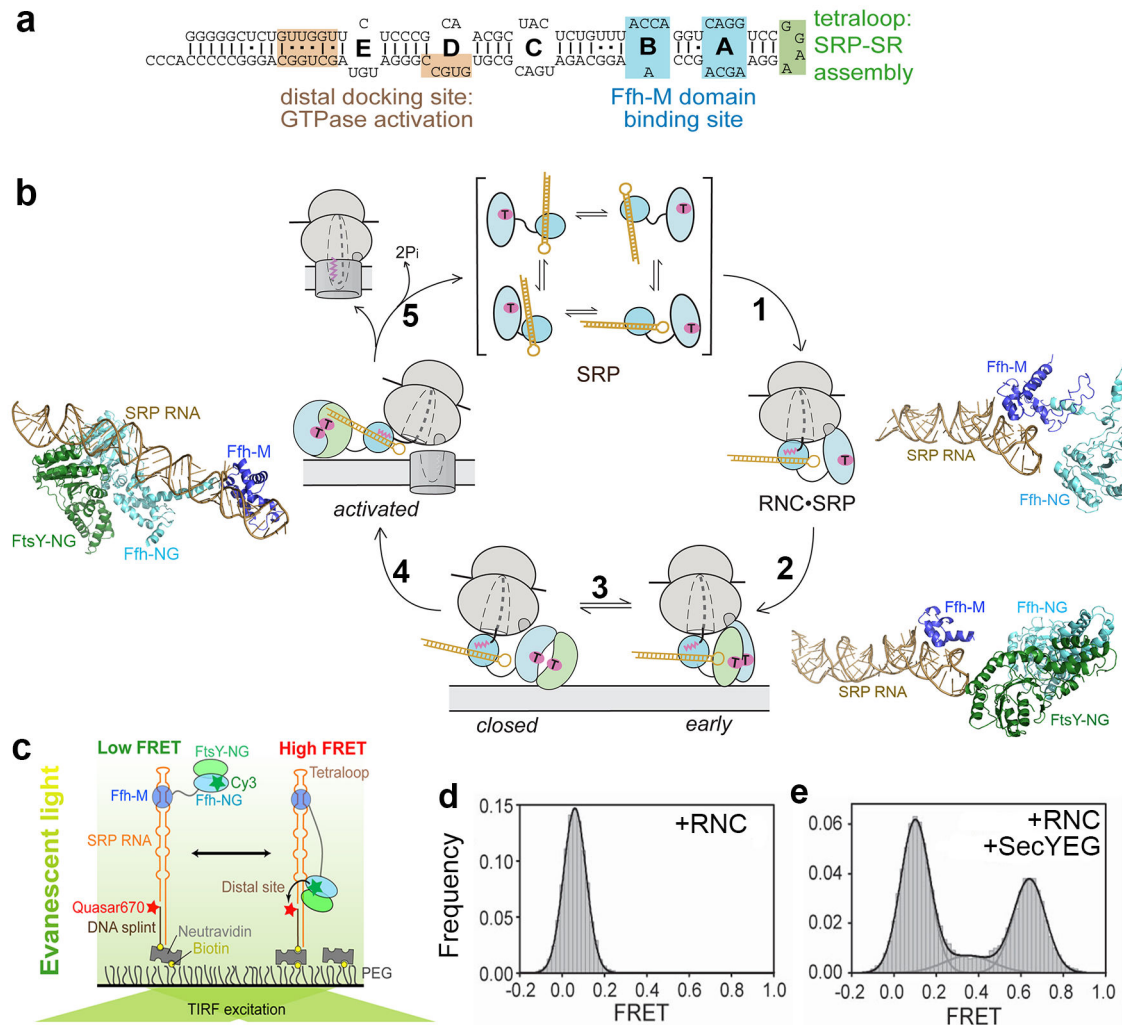 a
C CA UAC ACCA CAGG
GGGGGCUCUGUUGGUU UCCCG ACGC UCUGUUU GGU UCC
E D C B A
CCCACCCCCGGGACGGUCGA AGGGC UGCG AGACGGA CCG AGG
UGU CGUG CAGU A ACGA
G
G
A
A
tetraloop:
SRP-SR
assembly
distal docking site:
GTPase activation
Ffh-M domain
binding site
b
T
T
T
T
SRP
1
T
RNC•SRP
Ffh-M
SRP RNA
Ffh-NG
2
Ffh-M
Ffh-NG
SRP RNA
FtsY-NG
T T
early
3
T T
closed
4
T T
activated
SRP RNA
Ffh-M
FtsY-NG
Ffh-NG
5
2Pi
c
Evanescent light
Low FRET
High FRET
FtsY-NG
Cy3
Ffh-NG
Ffh-M
Tetraloop
SRP RNA
Distal site
Quasar670
DNA splint
Neutravidin
Biotin
PEG
TIRF excitation
d
+RNC
Frequency
0.15
0.10
0.05
0.00
-0.2 0.0 0.2 0.4 0.6 0.8 1.0
FRET
e
+RNC
+SecYEG
0.06
0.04
0.02
0.00
-0.2 0.0 0.2 0.4 0.6 0.8 1.0
FRET